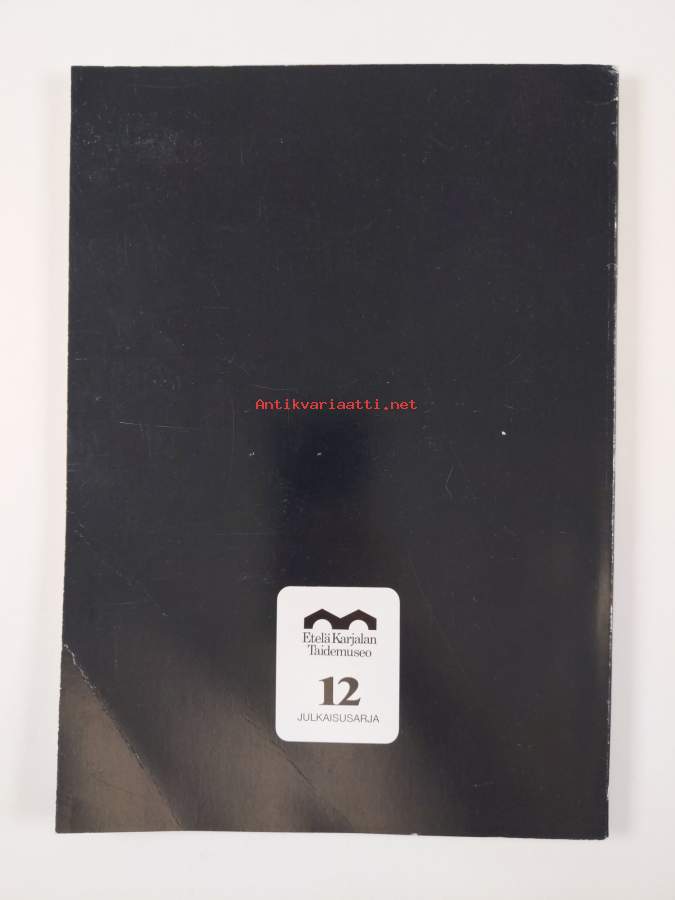 Antikvariaatti.net
Etelä Karjalan
Taidemuseo
12
JULKAISUSARJA